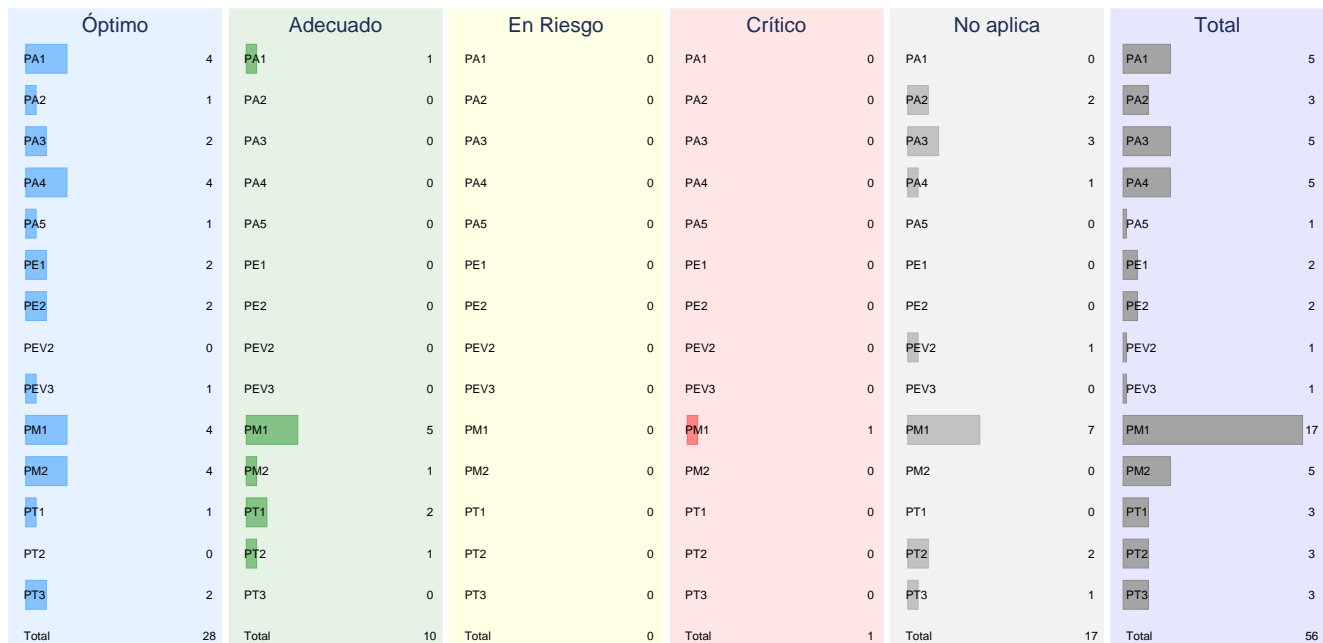 Óptimo Adecuado En Riesgo Crítico No aplica Total
PA1 4 PA1 1 PA1 0 PA1 0 PA1 0 PA1 5
PA2 1 PA2 0 PA2 0 PA2 0 PA2 2 PA2 3
PA3 2 PA3 0 PA3 0 PA3 0 PA3 3 PA3 5
PA4 4 PA4 0 PA4 0 PA4 0 PA4 1 PA4 5
PA5 1 PA5 0 PA5 0 PA5 0 PA5 0 PA5 1
PE1 2 PE1 0 PE1 0 PE1 0 PE1 0 PE1 2
PE2 2 PE2 0 PE2 0 PE2 0 PE2 0 PE2 2
PEV2 0 PEV2 0 PEV2 0 PEV2 0 PEV2 1 PEV2 1
PEV3 1 PEV3 0 PEV3 0 PEV3 0 PEV3 0 PEV3 1
PM1 4 PM1 5 PM1 0 PM1 1 PM1 7 PM1 17
PM2 4 PM2 1 PM2 0 PM2 0 PM2 0 PM2 5
PT1 1 PT1 2 PT1 0 PT1 0 PT1 0 PT1 3
PT2 0 PT2 1 PT2 0 PT2 0 PT2 2 PT2 3
PT3 2 PT3 0 PT3 0 PT3 0 PT3 1 PT3 3
Total 28 Total 10 Total 0 Total 1 Total 17 Total 56